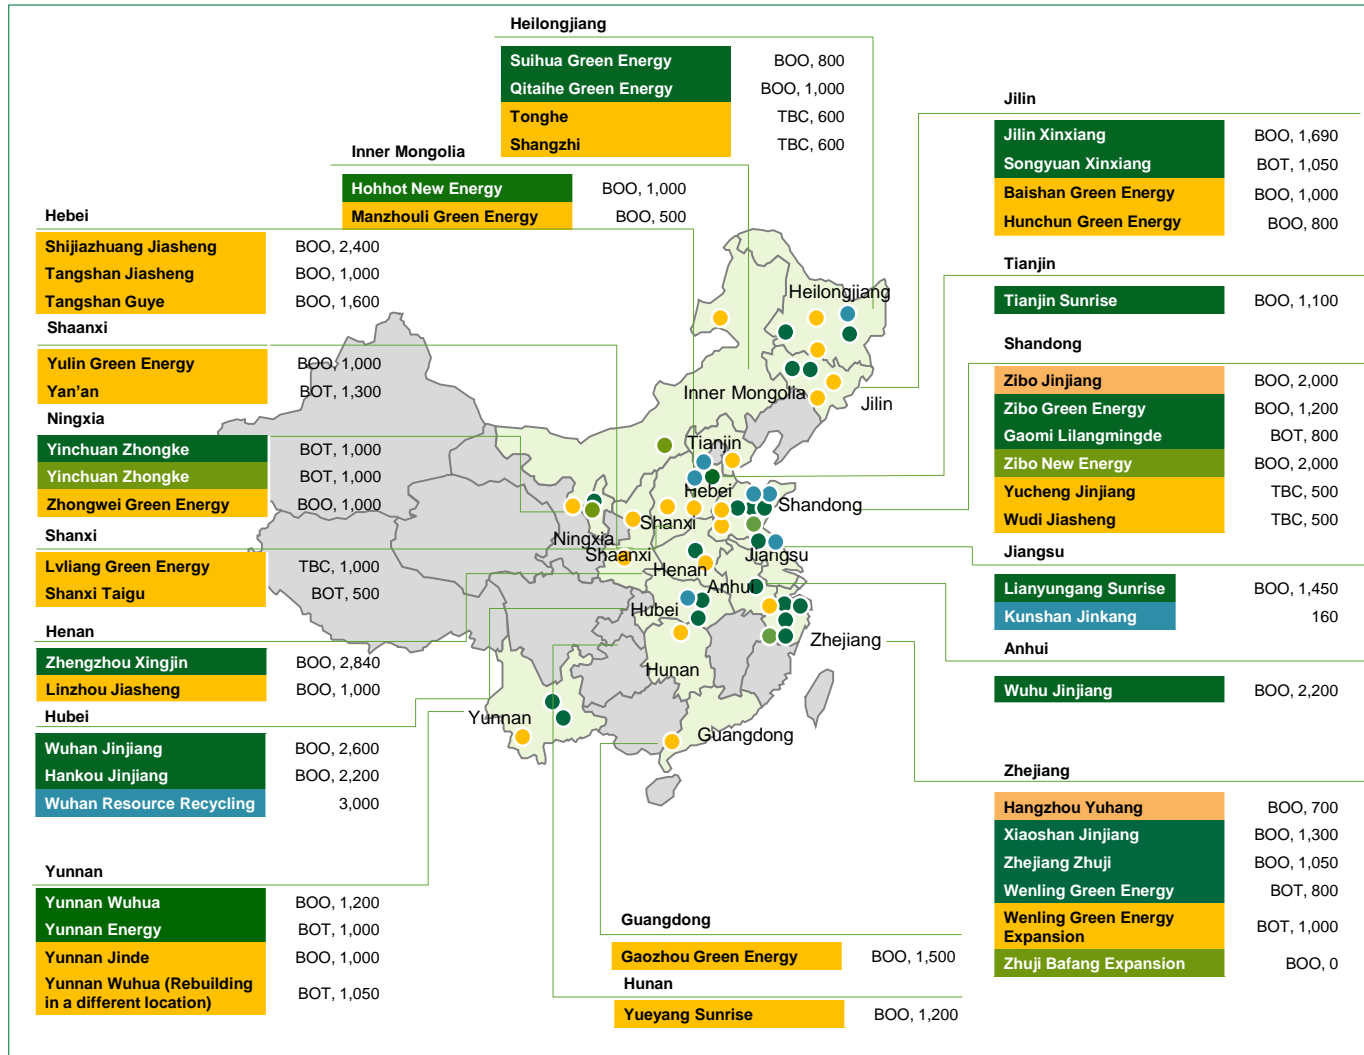 Heilongjiang
Suihua Green Energy BOO, 800
Qitaihe Green Energy BOO, 1,000
Tonghe TBC, 600
Shangzhi TBC, 600
Inner Mongolia
Hohhot New Energy BOO, 1,000
Manzhouli Green Energy BOO, 500
Hebei
Shijiazhuang Jiasheng BOO, 2,400
Tangshan Jiasheng BOO, 1,000
Tangshan Guye BOO, 1,600
Shaanxi
Yulin Green Energy BOO, 1,000
Yan’an BOT, 1,300
Ningxia
Yinchuan Zhongke BOT, 1,000
Yinchuan Zhongke BOT, 1,000
Zhongwei Green Energy BOO, 1,000
Shanxi
Lvliang Green Energy TBC, 1,000
Shanxi Taigu BOT, 500
Henan
Zhengzhou Xingjin BOO, 2,840
Linzhou Jiasheng BOO, 1,000
Hubei
Wuhan Jinjiang BOO, 2,600
Hankou Jinjiang BOO, 2,200
Wuhan Resource Recycling 3,000
Yunnan
Yunnan Wuhua BOO, 1,200
Yunnan Energy BOT, 1,000
Yunnan Jinde BOO, 1,000
Yunnan Wuhua (Rebuilding
in a different location) BOT, 1,050
Heilongjiang
Inner Mongolia
Jilin
Tianjin
Hebei
Shandong
Shanxi
Ningxia
Shaanxi
Jiangsu
Henan
Anhui
Hubei
Zhejiang
Hunan
Yunnan
Guangdong
Guangdong
Gaozhou Green Energy BOO, 1,500
Hunan
Yueyang Sunrise BOO, 1,200
Jilin
Jilin Xinxiang BOO, 1,690
Songyuan Xinxiang BOT, 1,050
Baishan Green Energy BOO, 1,000
Hunchun Green Energy BOO, 800
Tianjin
Tianjin Sunrise BOO, 1,100
Shandong
Zibo Jinjiang BOO, 2,000
Zibo Green Energy BOO, 1,200
Gaomi Lilangmingde BOT, 800
Zibo New Energy BOO, 2,000
Yucheng Jinjiang TBC, 500
Wudi Jiasheng TBC, 500
Jiangsu
Lianyungang Sunrise BOO, 1,450
Kunshan Jinkang 160
Anhui
Wuhu Jinjiang BOO, 2,200
Zhejiang
Hangzhou Yuhang BOO, 700
Xiaoshan Jinjiang BOO, 1,300
Zhejiang Zhuji BOO, 1,050
Wenling Green Energy BOT, 800
Wenling Green Energy
Expansion BOT, 1,000
Zhuji Bafang Expansion BOO, 0